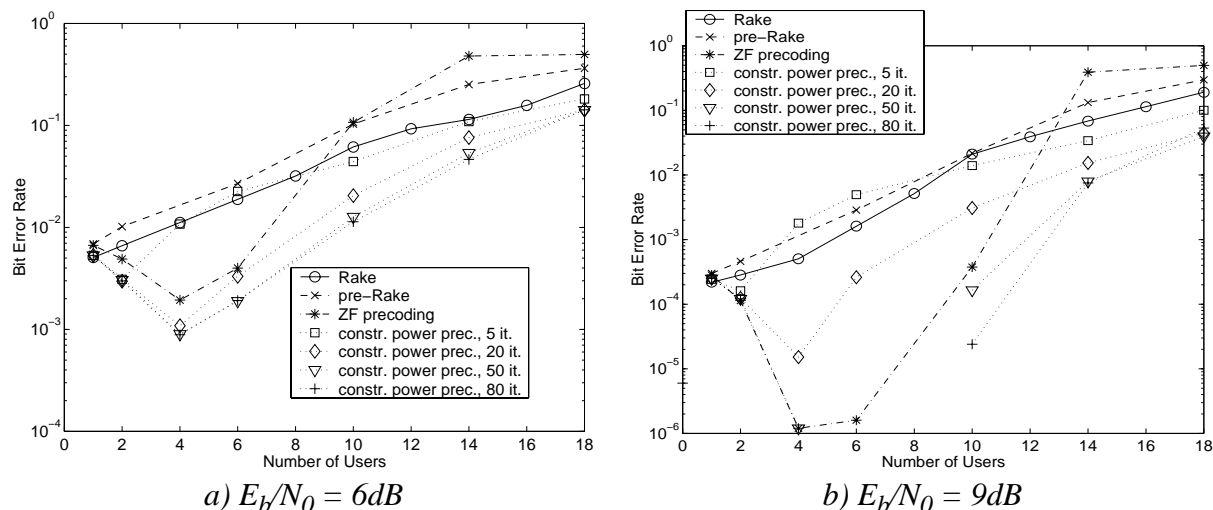 Rake
pre-Rake
ZF precoding
constr. power prec., 5 it.
constr. power prec., 20 it.
constr. power prec., 50 it.
constr. power prec., 80 it.
10^0
10^-1
10^-2
10^-3
10^-4
Bit Error Rate
0 2 4 6 8 10 12 14 16 18
Number of Users
a) E_b/N_0 = 6dB
Rake
pre-Rake
ZF precoding
constr. power prec., 5 it.
constr. power prec., 20 it.
constr. power prec., 50 it.
constr. power prec., 80 it.
10^0
10^-1
10^-2
10^-3
10^-4
10^-5
10^-6
Bit Error Rate
0 2 4 6 8 10 12 14 16 18
Number of Users
b) E_b/N_0 = 9dB